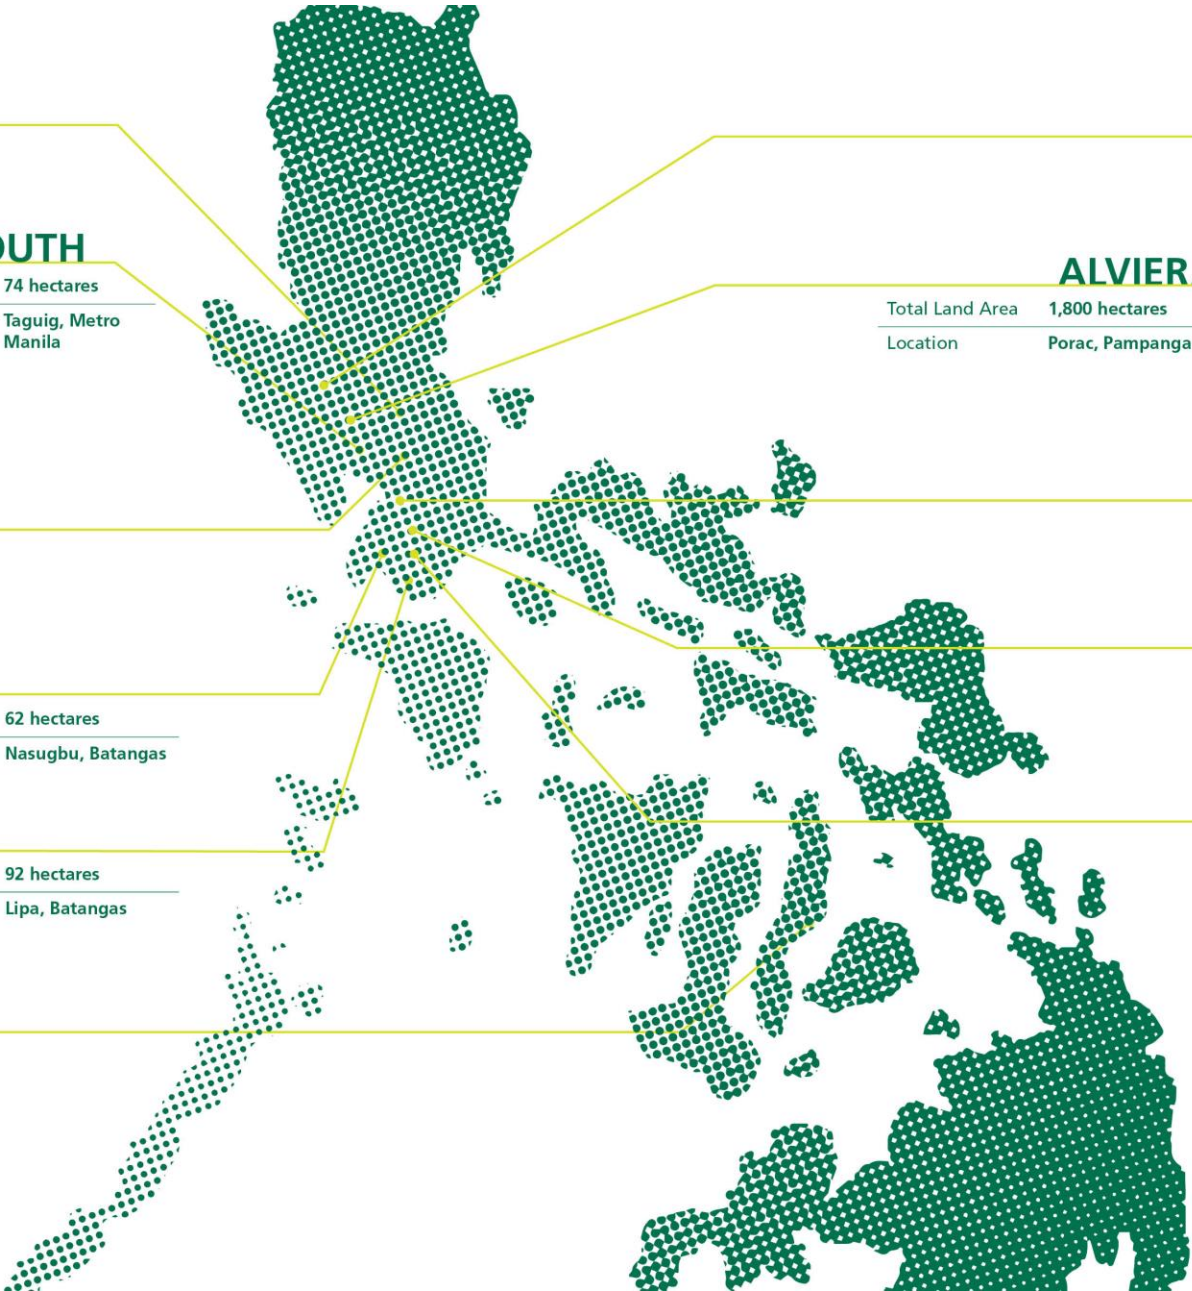 OUTH
74 hectares
Taguig, Metro
Manila
ALVIER
Total Land Area 1,800 hectares
Location Porac, Pampanga
62 hectares
Nasugbu, Batangas
92 hectares
Lipa, Batangas